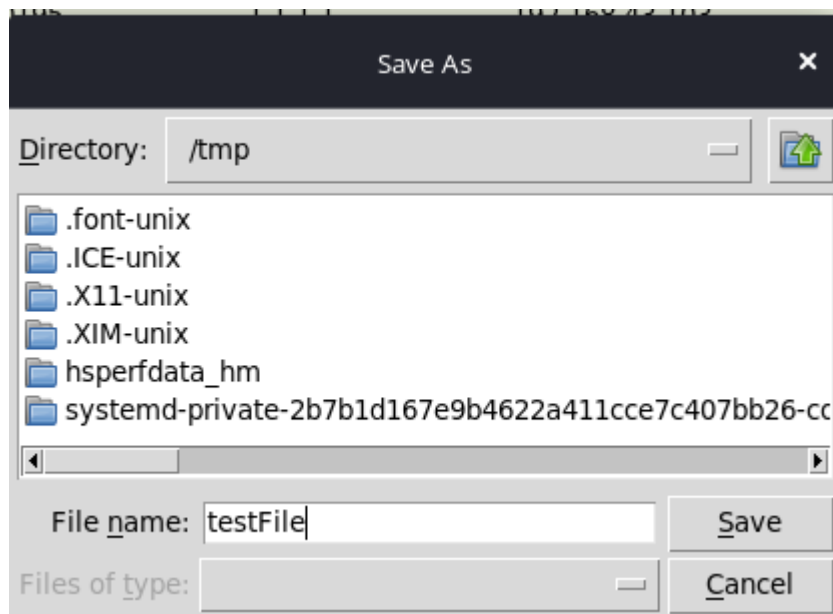 Save As
Directory: /tmp
.font-unix
.ICE-unix
.X11-unix
.XIM-unix
hsperfdata_hm
systemd-private-2b7b1d167e9b4622a411cce7c407bb26-cc
File name: testFile Save
Files of type: Cancel